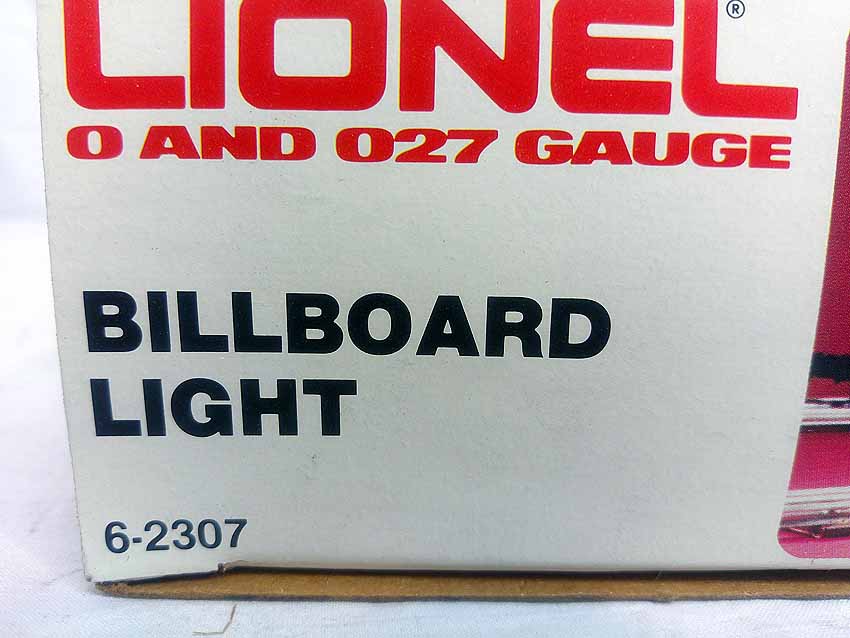 LIONEL®
O AND O27 GAUGE
BILLBOARD
LIGHT
6-2307